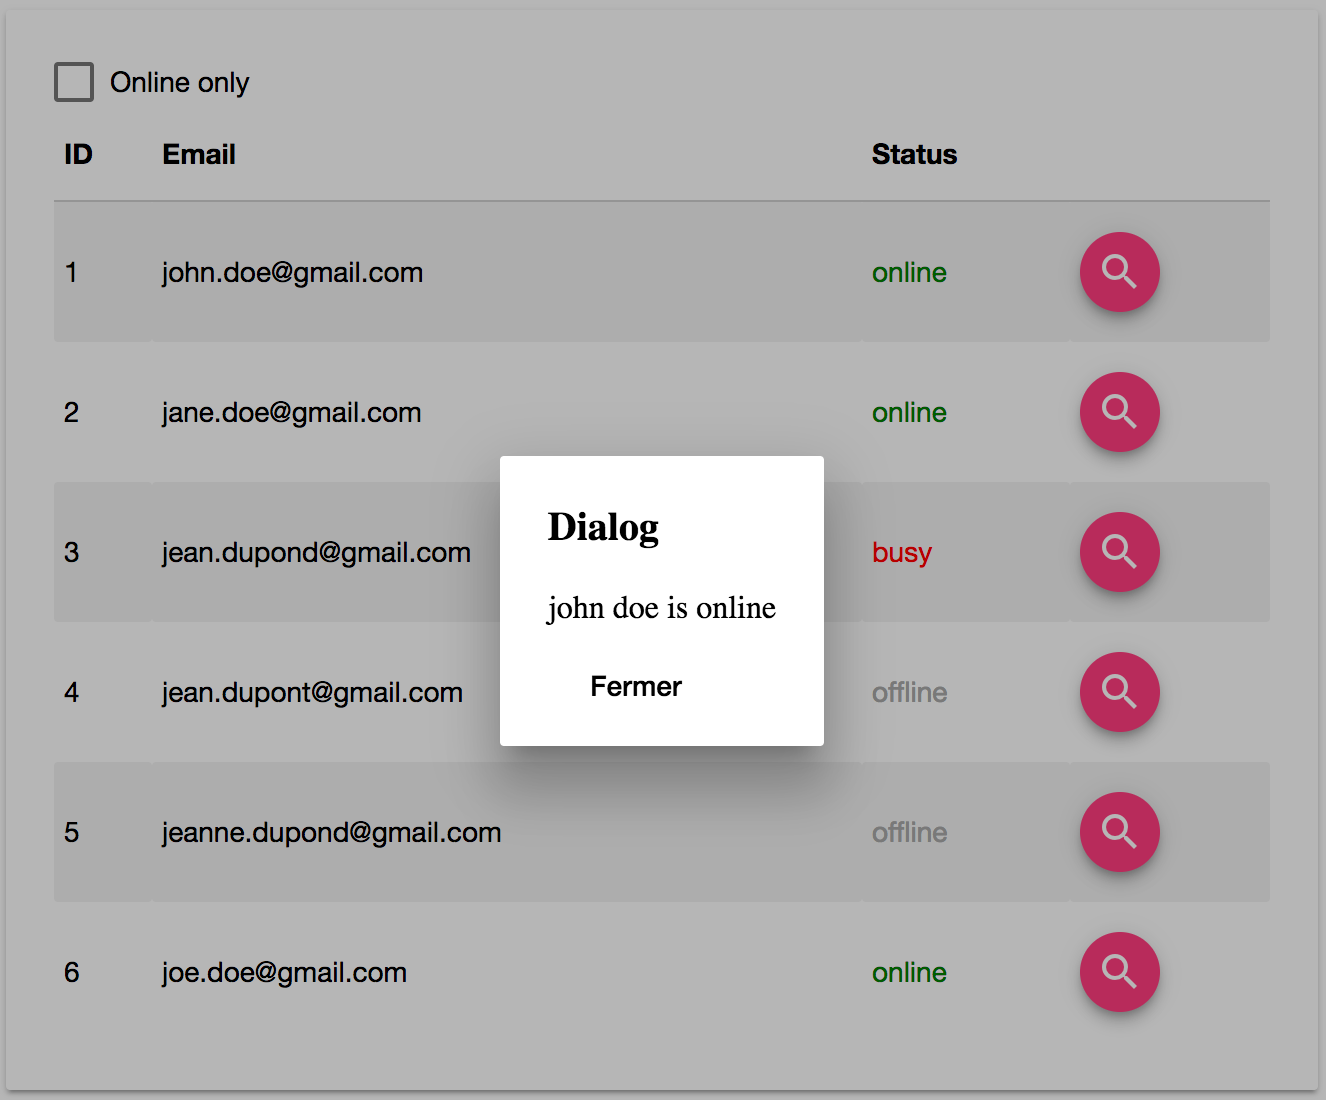 Online only
ID Email Status
1 john.doe@gmail.com online
2 jane.doe@gmail.com online
3 jean.dupond@gmail.com busy
4 jean.dupont@gmail.com offline
5 jeanne.dupond@gmail.com offline
6 joe.doe@gmail.com online
Dialog
john doe is online
Fermer